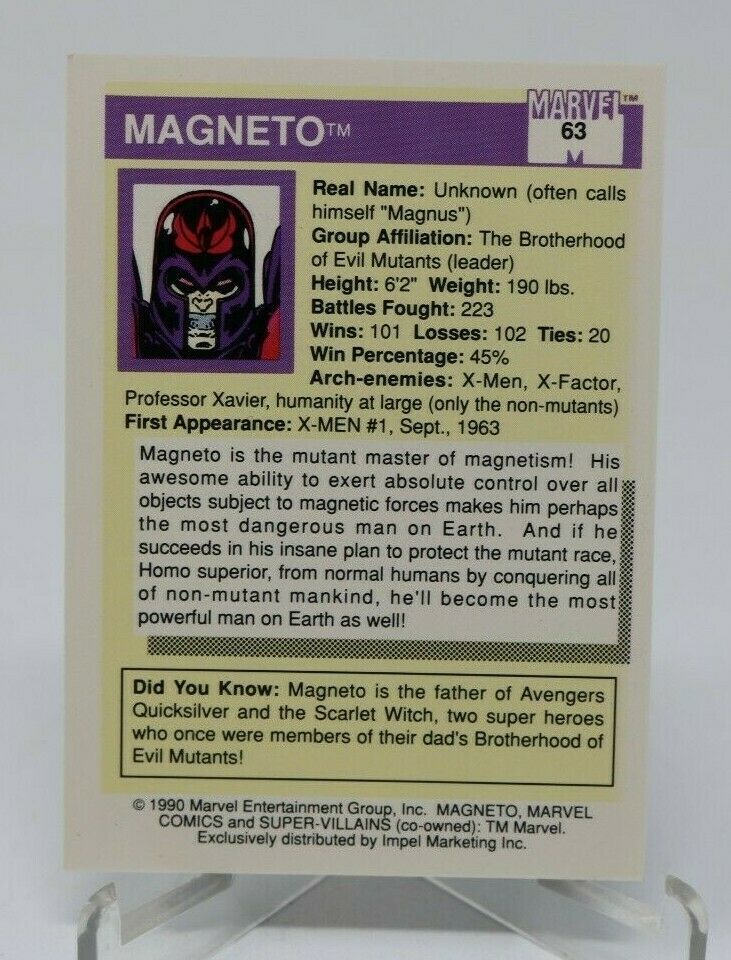 MARVEL™
MAGNETO™
63
Real Name: Unknown (often calls
himself "Magnus")
Group Affiliation: The Brotherhood
of Evil Mutants (leader)
Height: 6'2" Weight: 190 lbs.
Battles Fought: 223
Wins: 101 Losses: 102 Ties: 20
Win Percentage: 45%
Arch-enemies: X-Men, X-Factor,
Professor Xavier, humanity at large (only the non-mutants)
First Appearance: X-MEN #1, Sept., 1963
Magneto is the mutant master of magnetism! His
awesome ability to exert absolute control over all
objects subject to magnetic forces makes him perhaps
the most dangerous man on Earth. And if he
succeeds in his insane plan to protect the mutant race,
Homo superior, from normal humans by conquering all
of non-mutant mankind, he'll become the most
powerful man on Earth as well!
Did You Know: Magneto is the father of Avengers
Quicksilver and the Scarlet Witch, two super heroes
who once were members of their dad's Brotherhood of
Evil Mutants!
© 1990 Marvel Entertainment Group, Inc. MAGNETO, MARVEL
COMICS and SUPER-VILLAINS (co-owned): TM Marvel.
Exclusively distributed by Impel Marketing Inc.